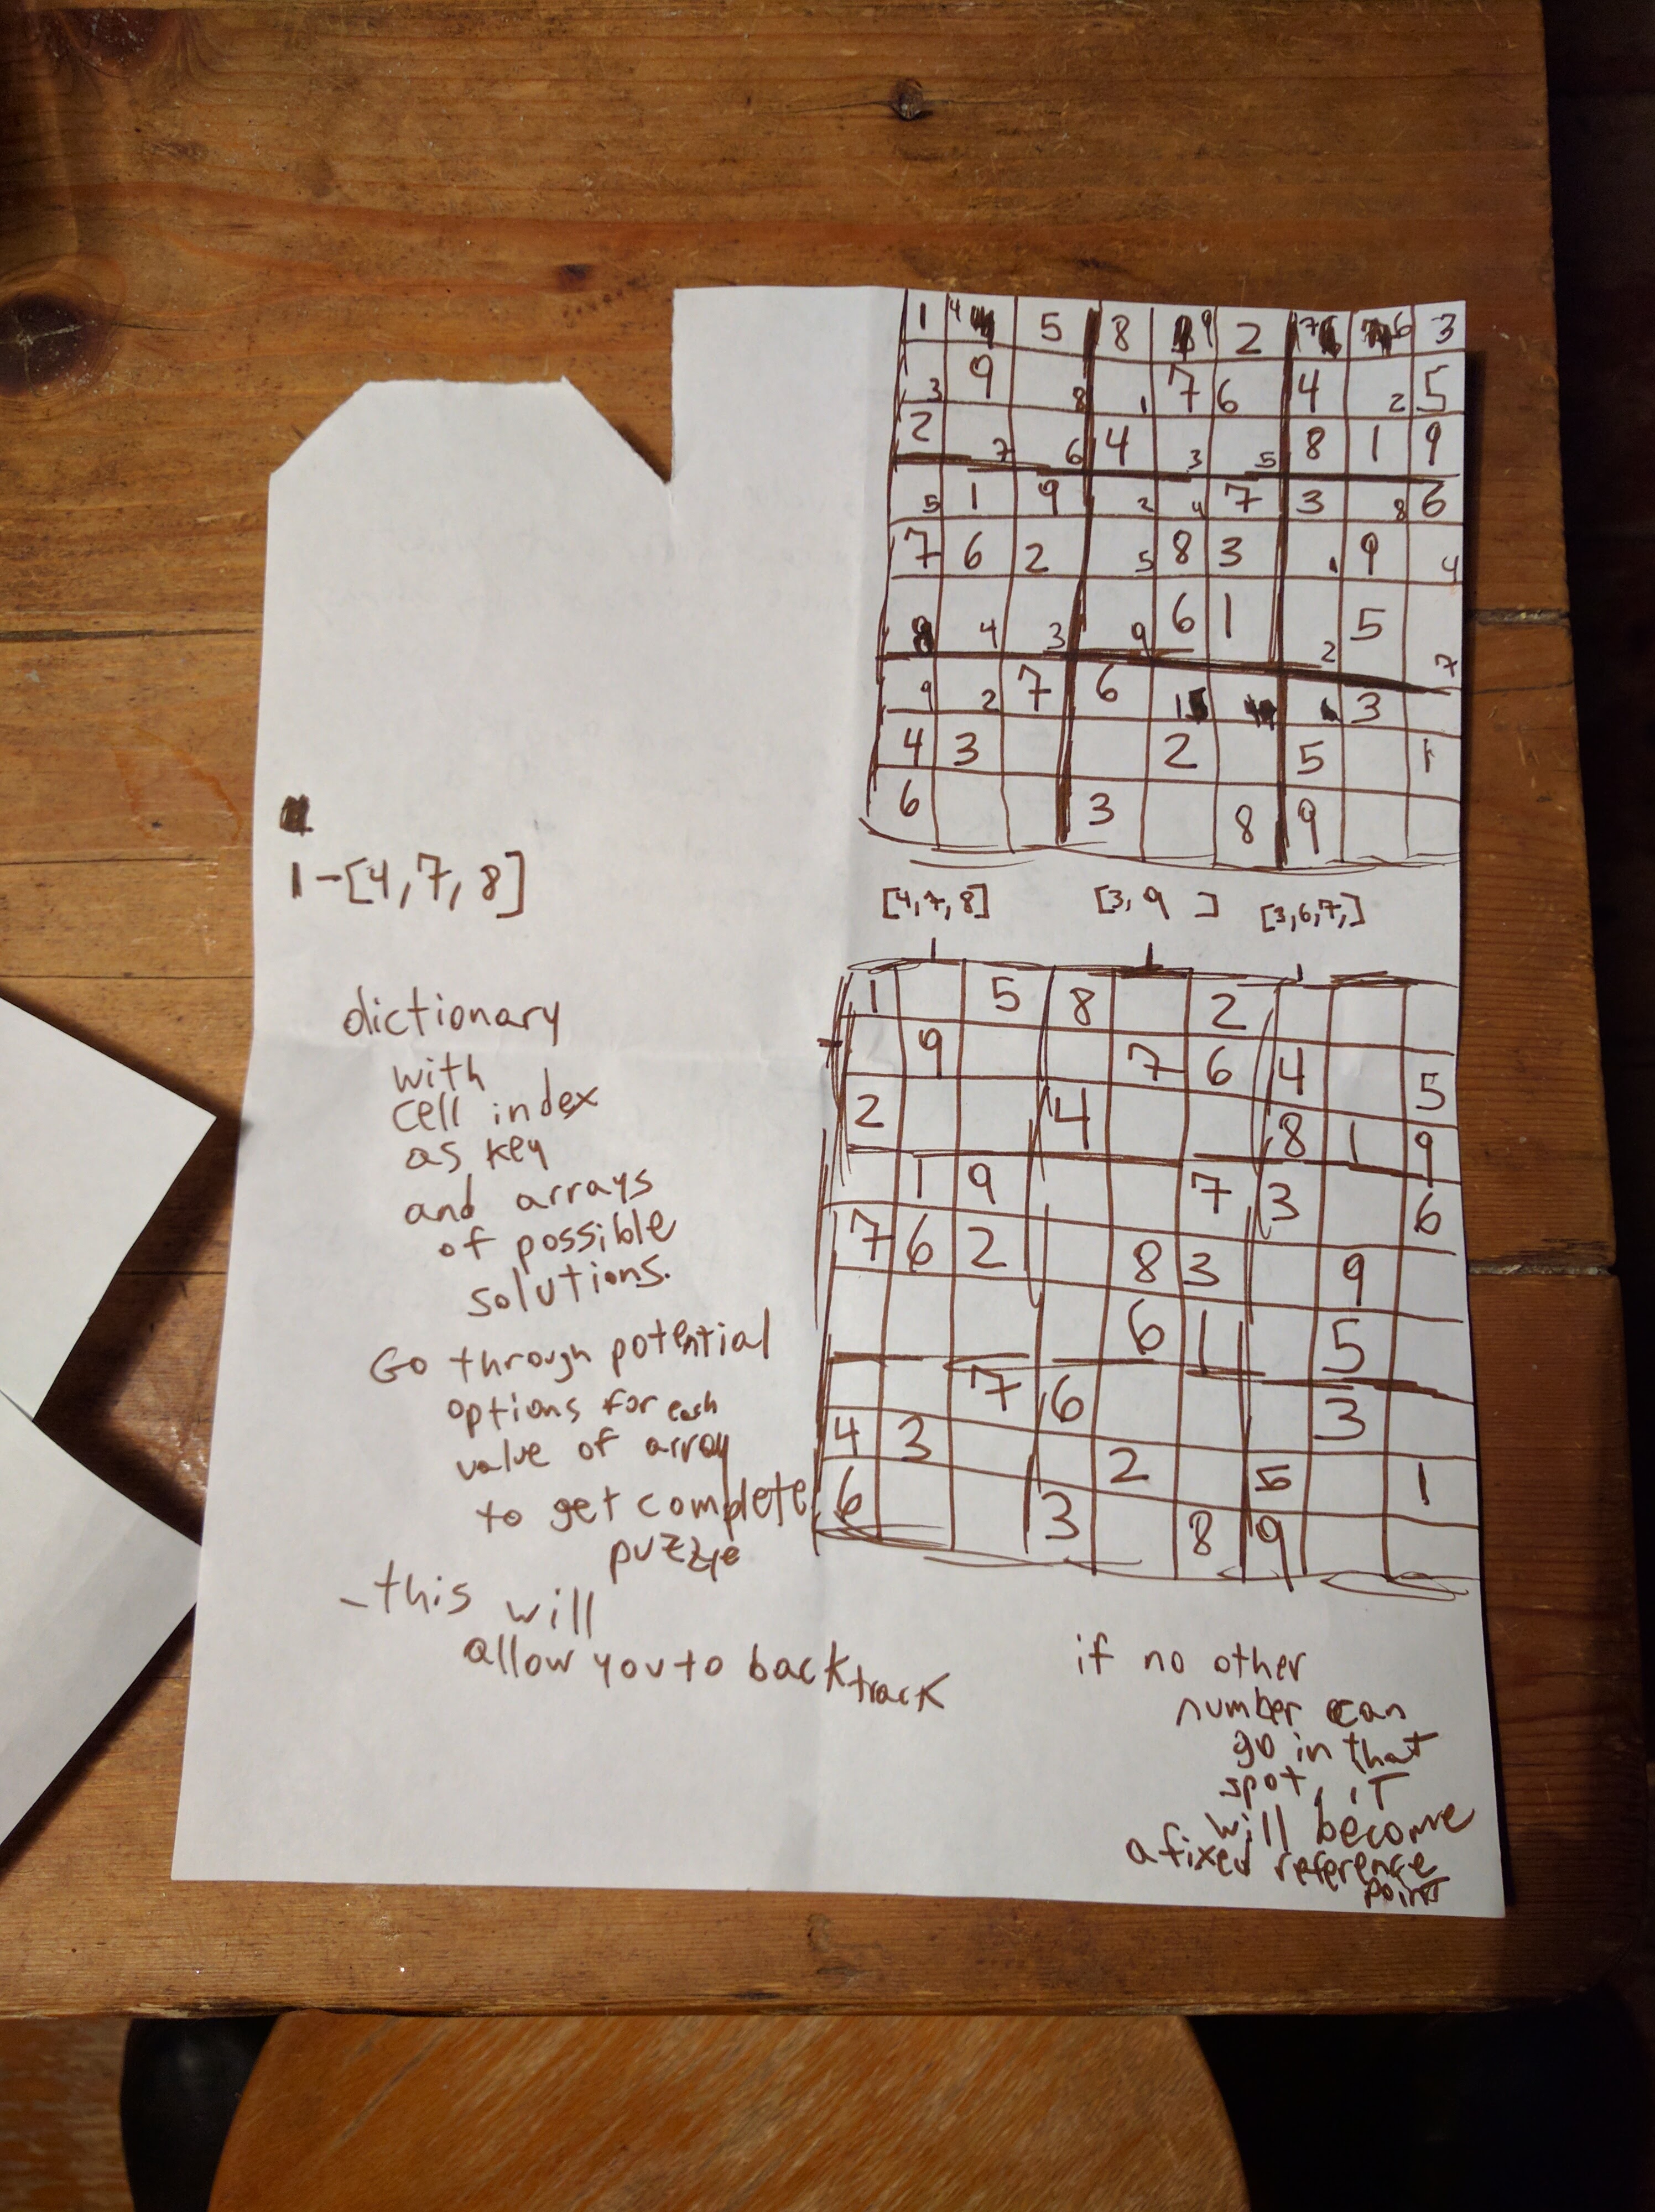 1 4 5 8 9 2 7 6 3
3 9 8 1 7 6 4 2 5
2 7 6 4 3 5 8 1 9
5 1 9 2 4 7 3 8 6
7 6 2 5 8 3 1 9 4
8 4 3 9 6 1 2 5 7
9 2 7 6 1 3
4 3 2 5 1
6 3 8 9
1-[4,7,8]
[4,7,8] [3,9 ] [3,6,7,]
1 5 8 2
9 7 6 4 5
2 4 8 1 9
1 9 7 3 6
7 6 2 8 3 9
6 1 5
7 6 3
4 3 2 5 1
6 3 8 9
dictionary
with
cell index
as key
and arrays
of possible
solutions.
Go through potential
options for each
value of array
to get complete
puzzle
-this will
allow you to backtrack
if no other
number can
go in that
spot, it
will become
a fixed reference
point